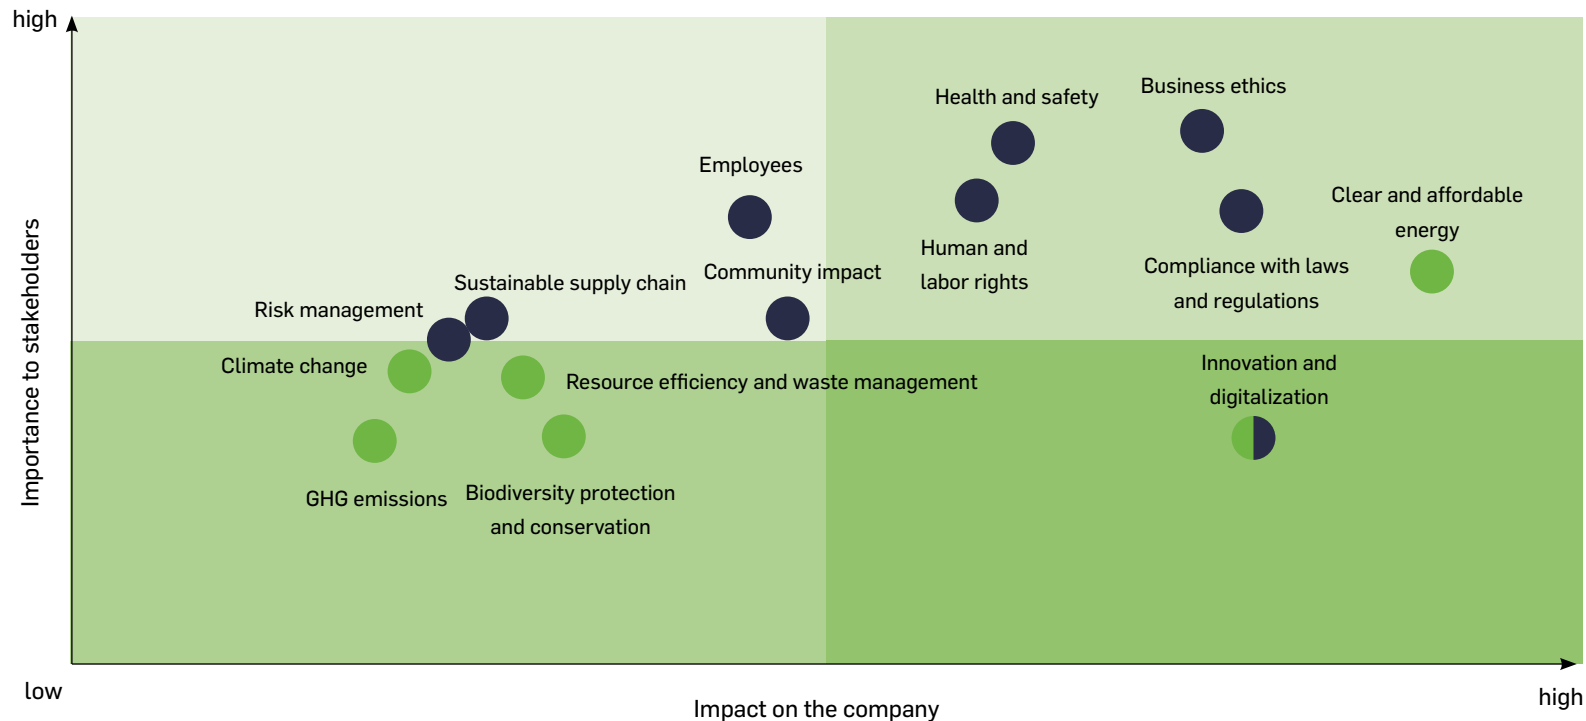 high
Business ethics
Health and safety
Employees
Clear and affordable
energy
Human and
labor rights
Compliance with laws
and regulations
Community impact
Sustainable supply chain
Risk management
Climate change
Resource efficiency and waste management
Innovation and
digitalization
GHG emissions
Biodiversity protection
and conservation
Importance to stakeholders
low
Impact on the company
high